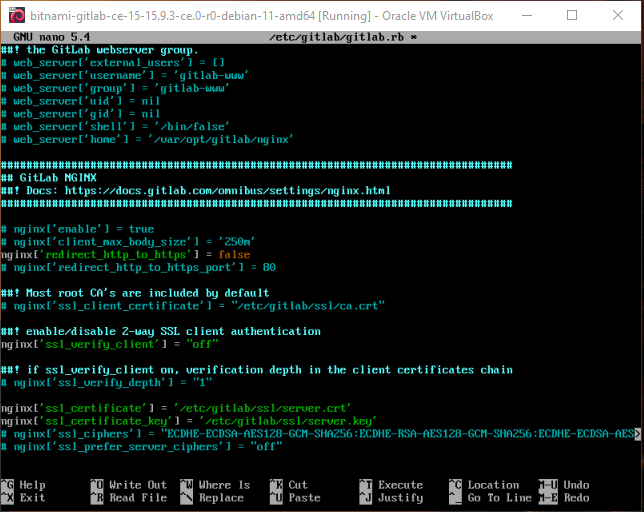 bitnami-gitlab-ce-15-15.9.3-ce.0-r0-debian-11-amd64 [Running] - Oracle VM VirtualBox
GNU nano 5.4 /etc/gitlab/gitlab.rb *
##! the GitLab webserver group.
# web_server['external_users'] = []
# web_server['username'] = 'gitlab-www'
# web_server['group'] = 'gitlab-www'
# web_server['uid'] = nil
# web_server['gid'] = nil
# web_server['shell'] = '/bin/false'
# web_server['home'] = '/var/opt/gitlab/nginx'
################################################################################
## GitLab NGINX
##! Docs: https://docs.gitlab.com/omnibus/settings/nginx.html
################################################################################
# nginx['enable'] = true
# nginx['client_max_body_size'] = '250m'
nginx['redirect_http_to_https'] = false
# nginx['redirect_http_to_https_port'] = 80
##! Most root CA's are included by default
# nginx['ssl_client_certificate'] = "/etc/gitlab/ssl/ca.crt"
##! enable/disable 2-way SSL client authentication
nginx['ssl_verify_client'] = "off"
##! if ssl_verify_client on, verification depth in the client certificates chain
# nginx['ssl_verify_depth'] = "1"
nginx['ssl_certificate'] = '/etc/gitlab/ssl/server.crt'
nginx['ssl_certificate_key'] = '/etc/gitlab/ssl/server.key'
# nginx['ssl_ciphers'] = "ECDHE-ECDSA-AES128-GCM-SHA256:ECDHE-RSA-AES128-GCM-SHA256:ECDHE-ECDSA-AES>
# nginx['ssl_prefer_server_ciphers'] = "off"
^G Help ^O Write Out ^W Where Is ^K Cut ^T Execute ^C Location M-U Undo
^X Exit ^R Read File ^\ Replace ^U Paste ^J Justify ^_ Go To Line M-E Redo